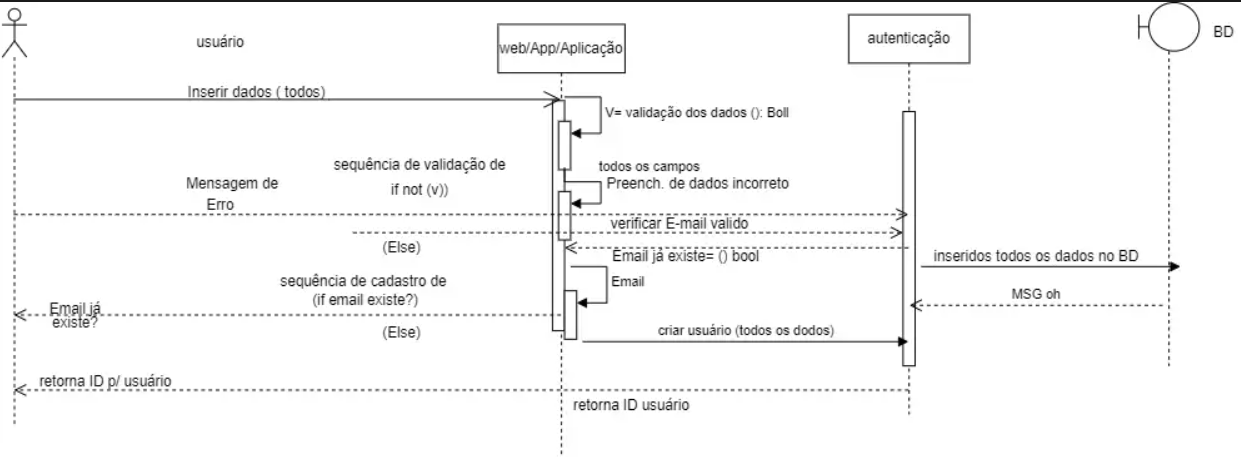 usuário
web/App/Aplicação
autenticação
BD
Inserir dados ( todos)
V= validação dos dados (): Boll
sequência de validação de
if not (v))
todos os campos
Preench. de dados incorreto
Mensagem de
Erro
verificar E-mail valido
(Else)
Email já existe= () bool
inseridos todos os dados no BD
sequência de cadastro de
(if email existe?)
Email
MSG oh
Email já
existe?
(Else)
criar usuário (todos os dodos)
retorna ID p/ usuário
retorna ID usuário